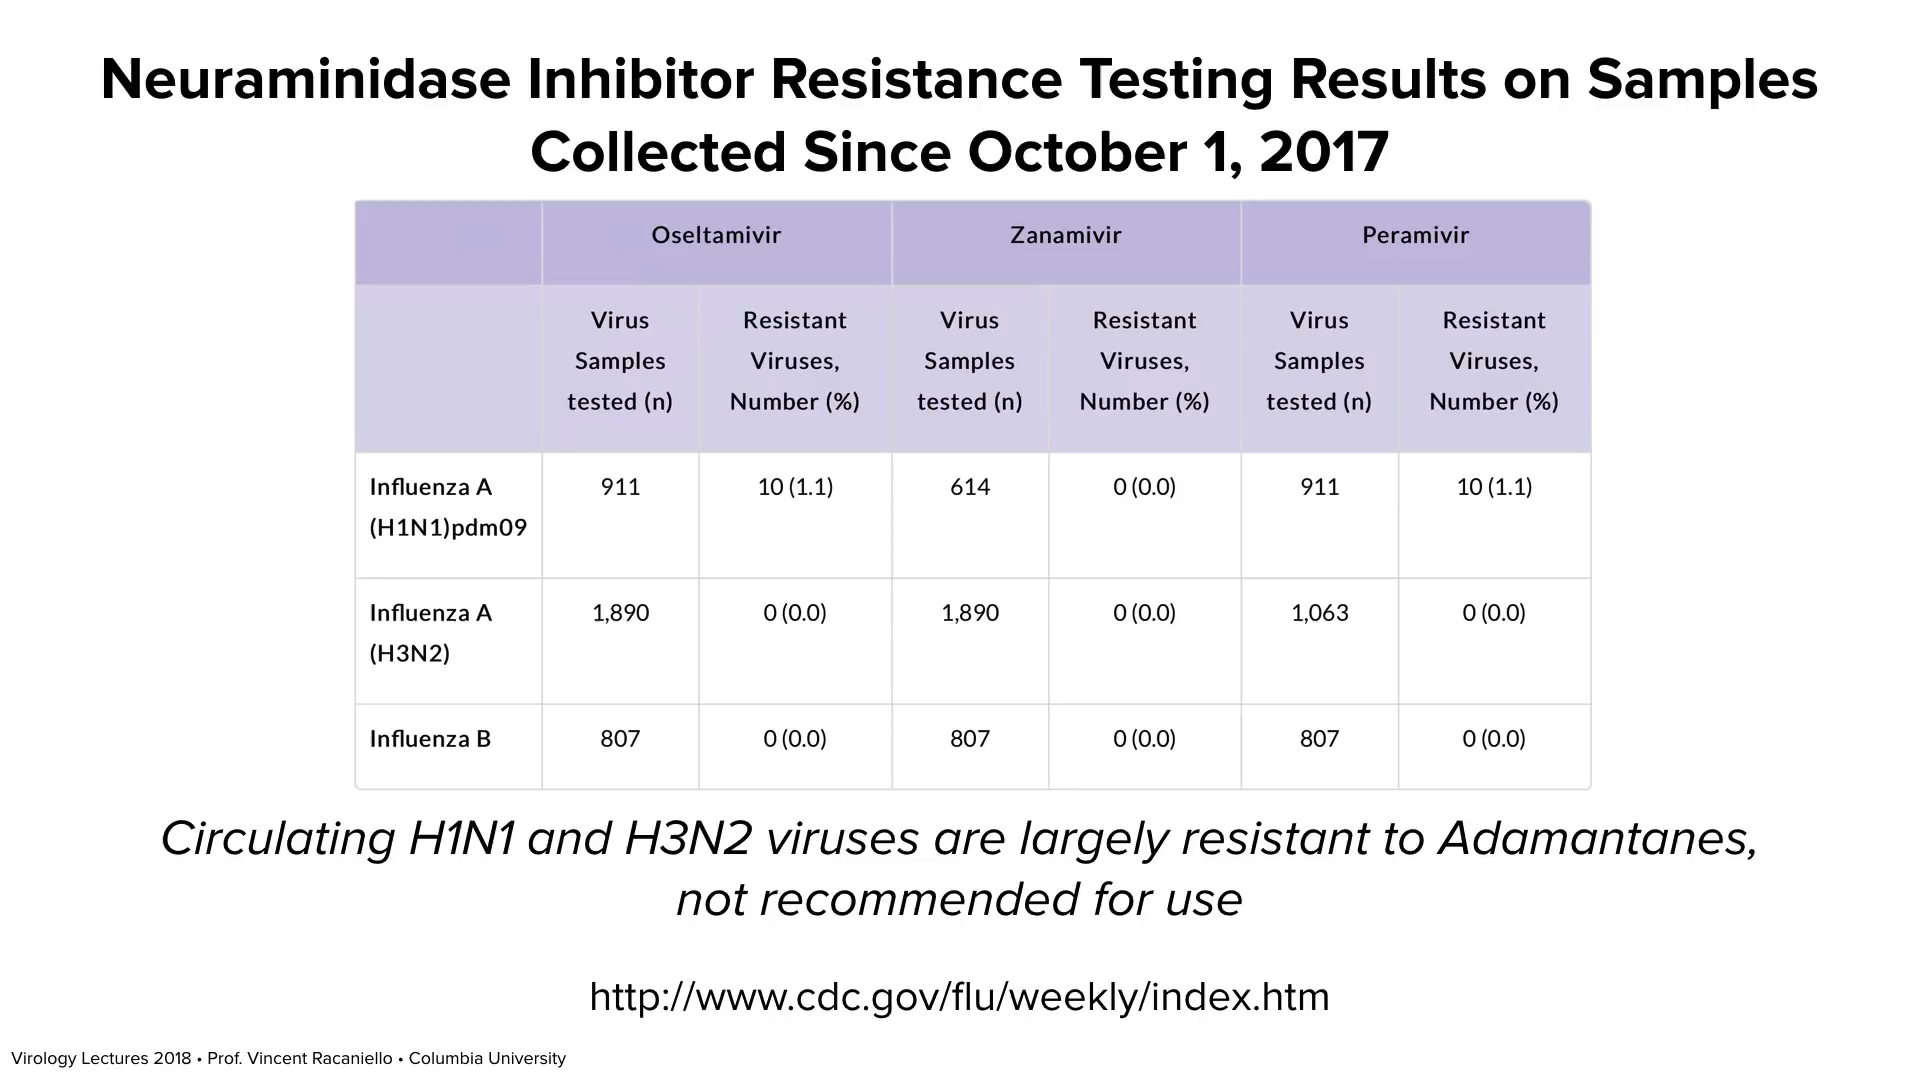 Neuraminidase Inhibitor Resistance Testing Results on Samples
Collected Since October 1, 2017
Oseltamivir Zanamivir Peramivir
Virus Resistant Virus Resistant Virus Resistant
Samples Viruses, Samples Viruses, Samples Viruses,
tested (n) Number (%) tested (n) Number (%) tested (n) Number (%)
Influenza A 911 10 (1.1) 614 0 (0.0) 911 10 (1.1)
(H1N1)pdm09
Influenza A 1,890 0 (0.0) 1,890 0 (0.0) 1,063 0 (0.0)
(H3N2)
Influenza B 807 0 (0.0) 807 0 (0.0) 807 0 (0.0)
Circulating H1N1 and H3N2 viruses are largely resistant to Adamantanes,
not recommended for use
http://www.cdc.gov/flu/weekly/index.htm
Virology Lectures 2018 • Prof. Vincent Racaniello • Columbia University